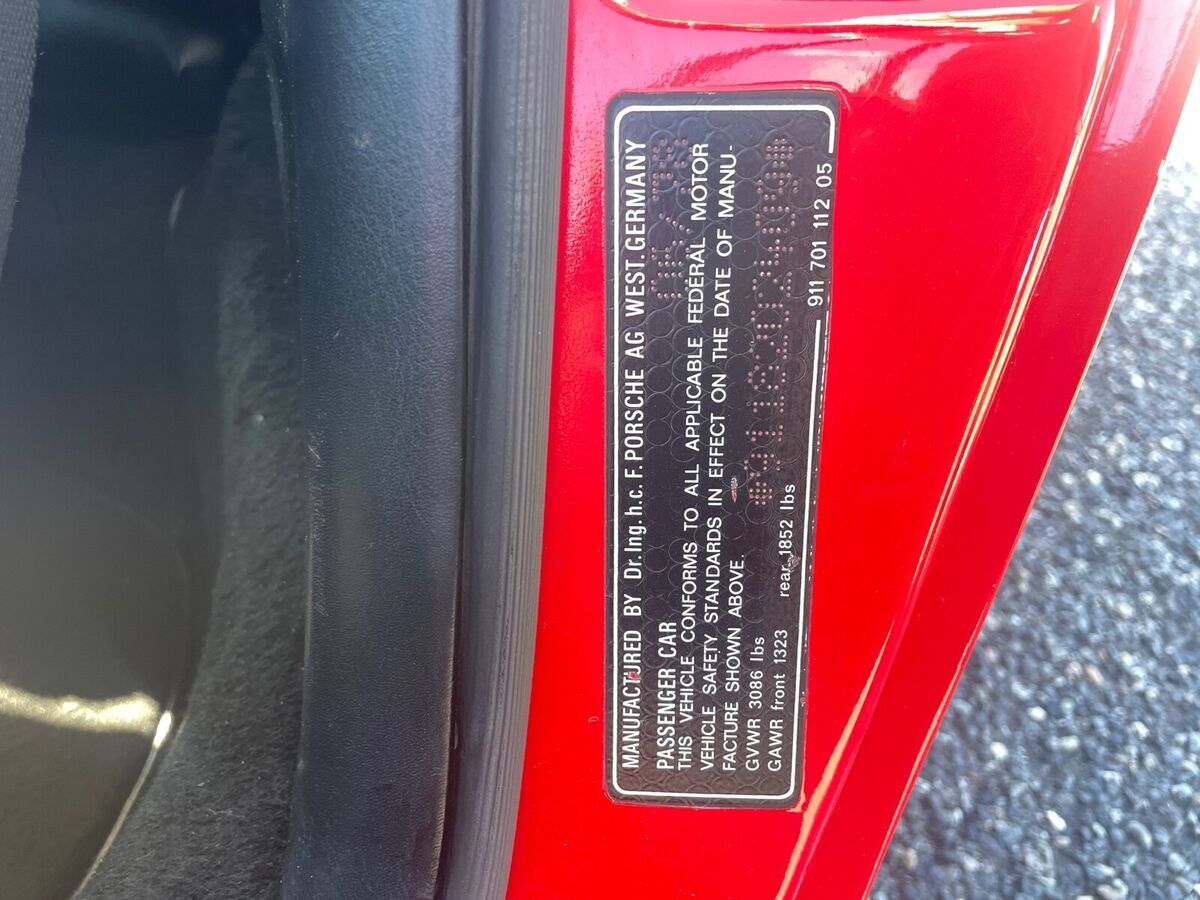 MANUFACTURED BY Dr. Ing. h.c. F. PORSCHE AG WEST. GERMANY
PASSENGER CAR
THIS VEHICLE CONFORMS TO ALL APPLICABLE FEDERAL MOTOR
VEHICLE SAFETY STANDARDS IN EFFECT ON THE DATE OF MANU-
FACTURE SHOWN ABOVE.
GVWR 3086 lbs
GAWR front 1323 rear 1852 lbs
911 701 112 05